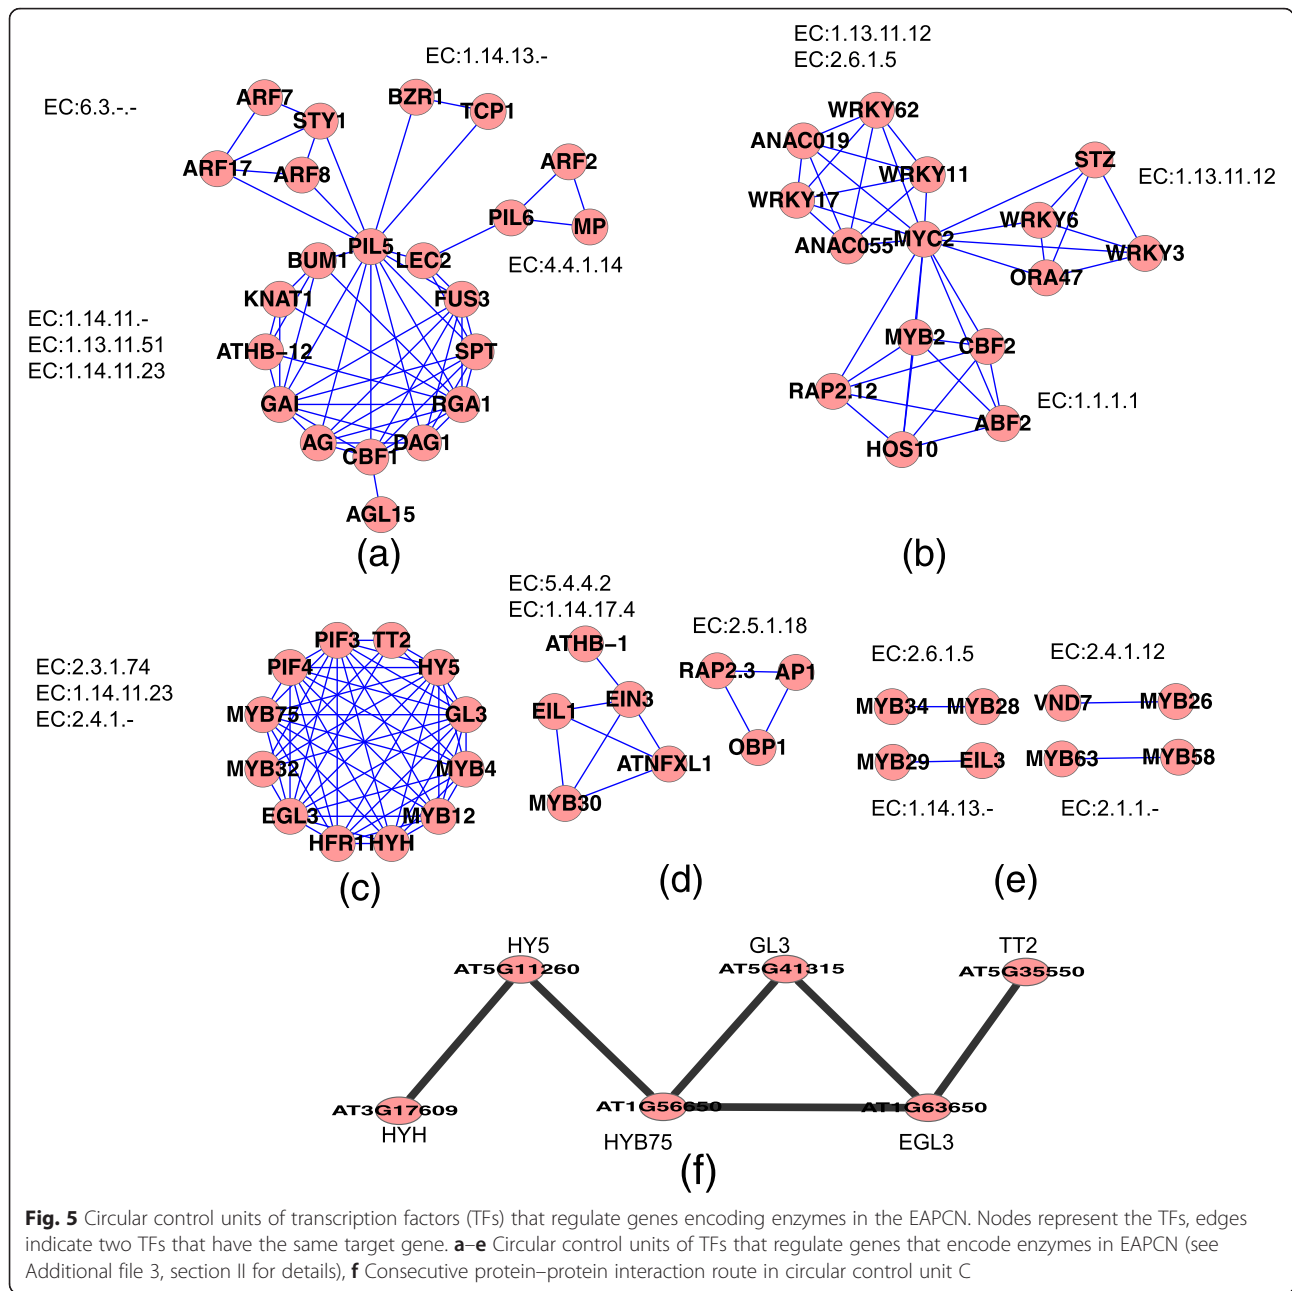 EC:1.14.13.-
EC:6.3.-.-
ARF7
STY1
ARF17
ARF8
BZR1
TCP1
ARF2
PIL6
MP
EC:4.4.1.14
PIL5
BUM1
LEC2
KNAT1
FUS3
EC:1.14.11.-
EC:1.13.11.51
EC:1.14.11.23
ATHB-12
SPT
GAI
RGA1
AG
DAG1
CBF1
AGL15
(a)
EC:1.13.11.12
EC:2.6.1.5
WRKY62
ANAC019
WRKY11
WRKY17
ANAC055
MYC2
STZ
EC:1.13.11.12
WRKY6
WRKY3
ORA47
MYB2
CBF2
RAP2.12
ABF2
EC:1.1.1.1
HOS10
(b)
EC:2.3.1.74
EC:1.14.11.23
EC:2.4.1.-
PIF3
TT2
PIF4
HY5
MYB75
GL3
MYB32
MYB4
EGL3
MYB12
HFR1
HYH
(c)
EC:5.4.4.2
EC:1.14.17.4
ATHB-1
EIN3
EIL1
ATNFXL1
MYB30
EC:2.5.1.18
RAP2.3
AP1
OBP1
(d)
EC:2.6.1.5
EC:2.4.1.12
MYB34
MYB28
VND7
MYB26
MYB29
EIL3
MYB63
MYB58
EC:1.14.13.-
EC:2.1.1.-
(e)
HY5
GL3
TT2
AT5G11260
AT5G41315
AT5G35550
AT3G17609
AT1G56650
AT1G63650
HYH
HYB75
EGL3
(f)
Fig. 5 Circular control units of transcription factors (TFs) that regulate genes encoding enzymes in the EAPCN. Nodes represent the TFs, edges
indicate two TFs that have the same target gene. a–e Circular control units of TFs that regulate genes that encode enzymes in EAPCN (see
Additional file 3, section II for details), f Consecutive protein–protein interaction route in circular control unit C